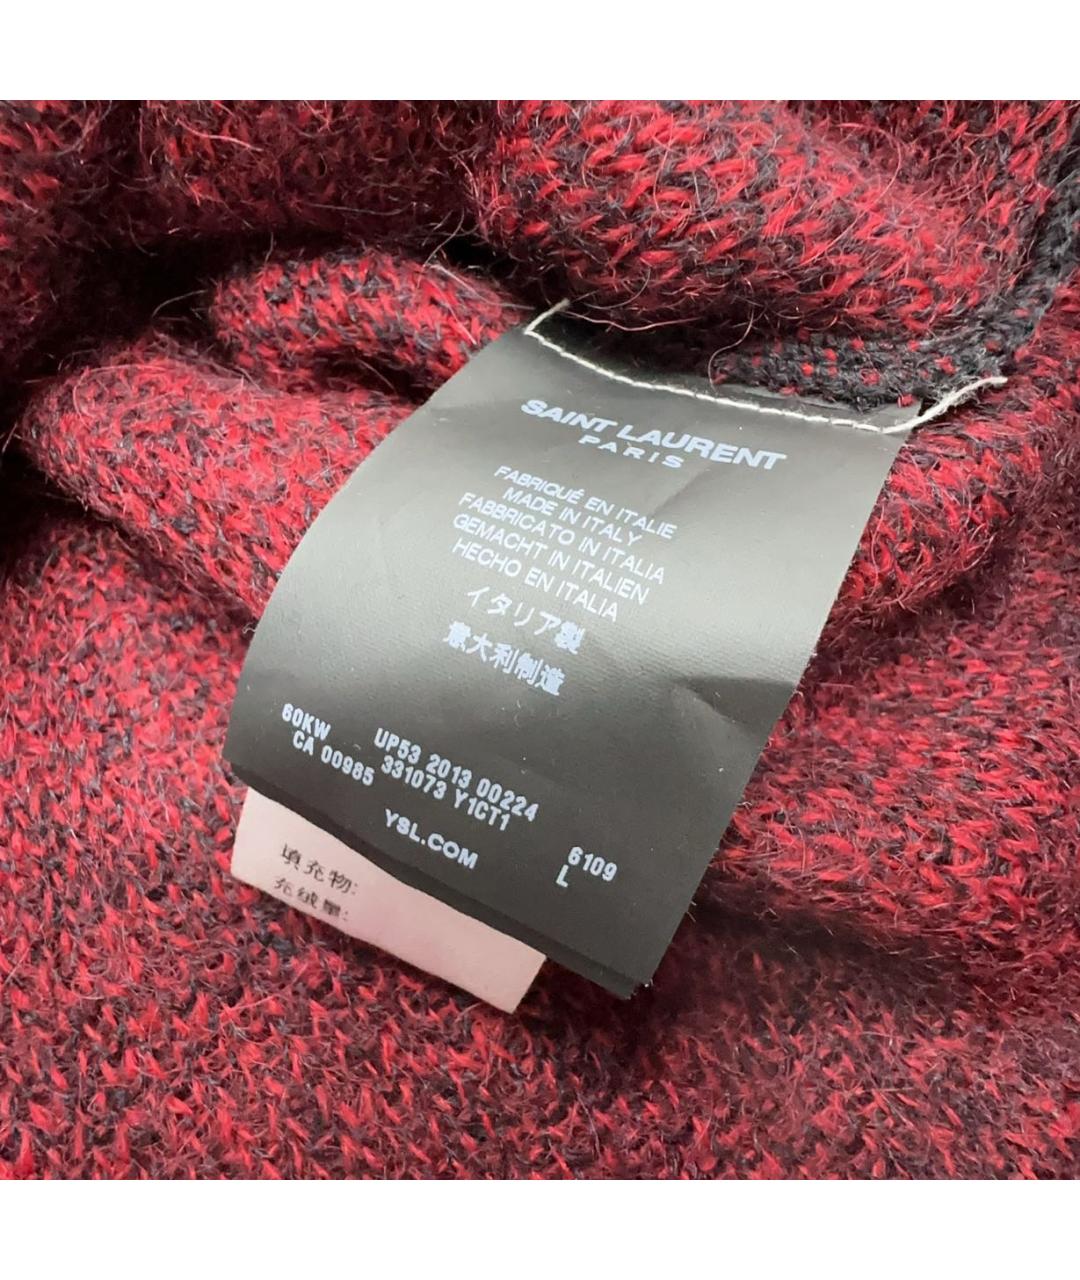 SAINT LAURENT
PARIS
FABRIQUÉ EN ITALIE
MADE IN ITALY
FABBRICATO IN ITALIA
GEMACHT IN ITALIEN
HECHO EN ITALIA
イタリア製
意大利制造
60KW UP53 2013 00224
CA 00985 331073 Y1CT1
YSL.COM
6109
L
填充物:
充绒量: